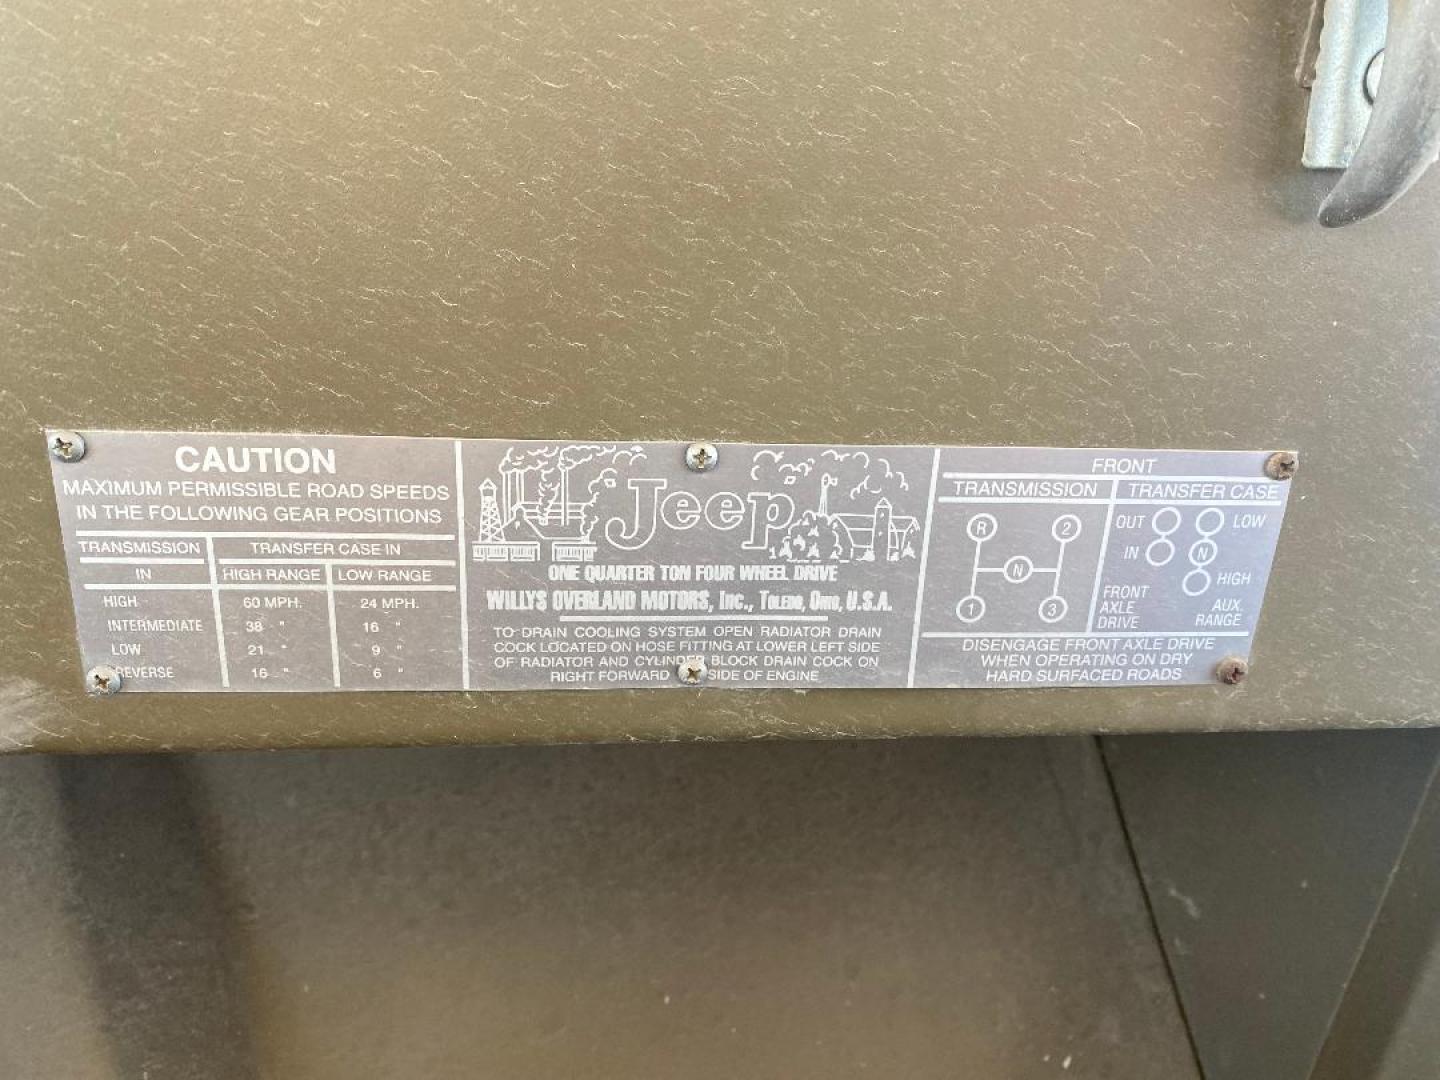 CAUTION
MAXIMUM PERMISSIBLE ROAD SPEEDS
IN THE FOLLOWING GEAR POSITIONS
TRANSMISSION TRANSFER CASE IN
IN HIGH RANGE LOW RANGE
HIGH 60 MPH. 24 MPH.
INTERMEDIATE 38 " 16 "
LOW 21 " 9 "
REVERSE 16 " 6 "
Jeep
ONE QUARTER TON FOUR WHEEL DRIVE
WILLYS OVERLAND MOTORS, Inc., TOLEDO, OHIO, U.S.A.
TO DRAIN COOLING SYSTEM OPEN RADIATOR DRAIN
COCK LOCATED ON HOSE FITTING AT LOWER LEFT SIDE
OF RADIATOR AND CYLINDER BLOCK DRAIN COCK ON
RIGHT FORWARD SIDE OF ENGINE
FRONT
TRANSMISSION TRANSFER CASE
R 2
N
1 3
OUT LOW
IN N
HIGH
FRONT
AXLE
DRIVE
AUX.
RANGE
DISENGAGE FRONT AXLE DRIVE
WHEN OPERATING ON DRY
HARD SURFACED ROADS